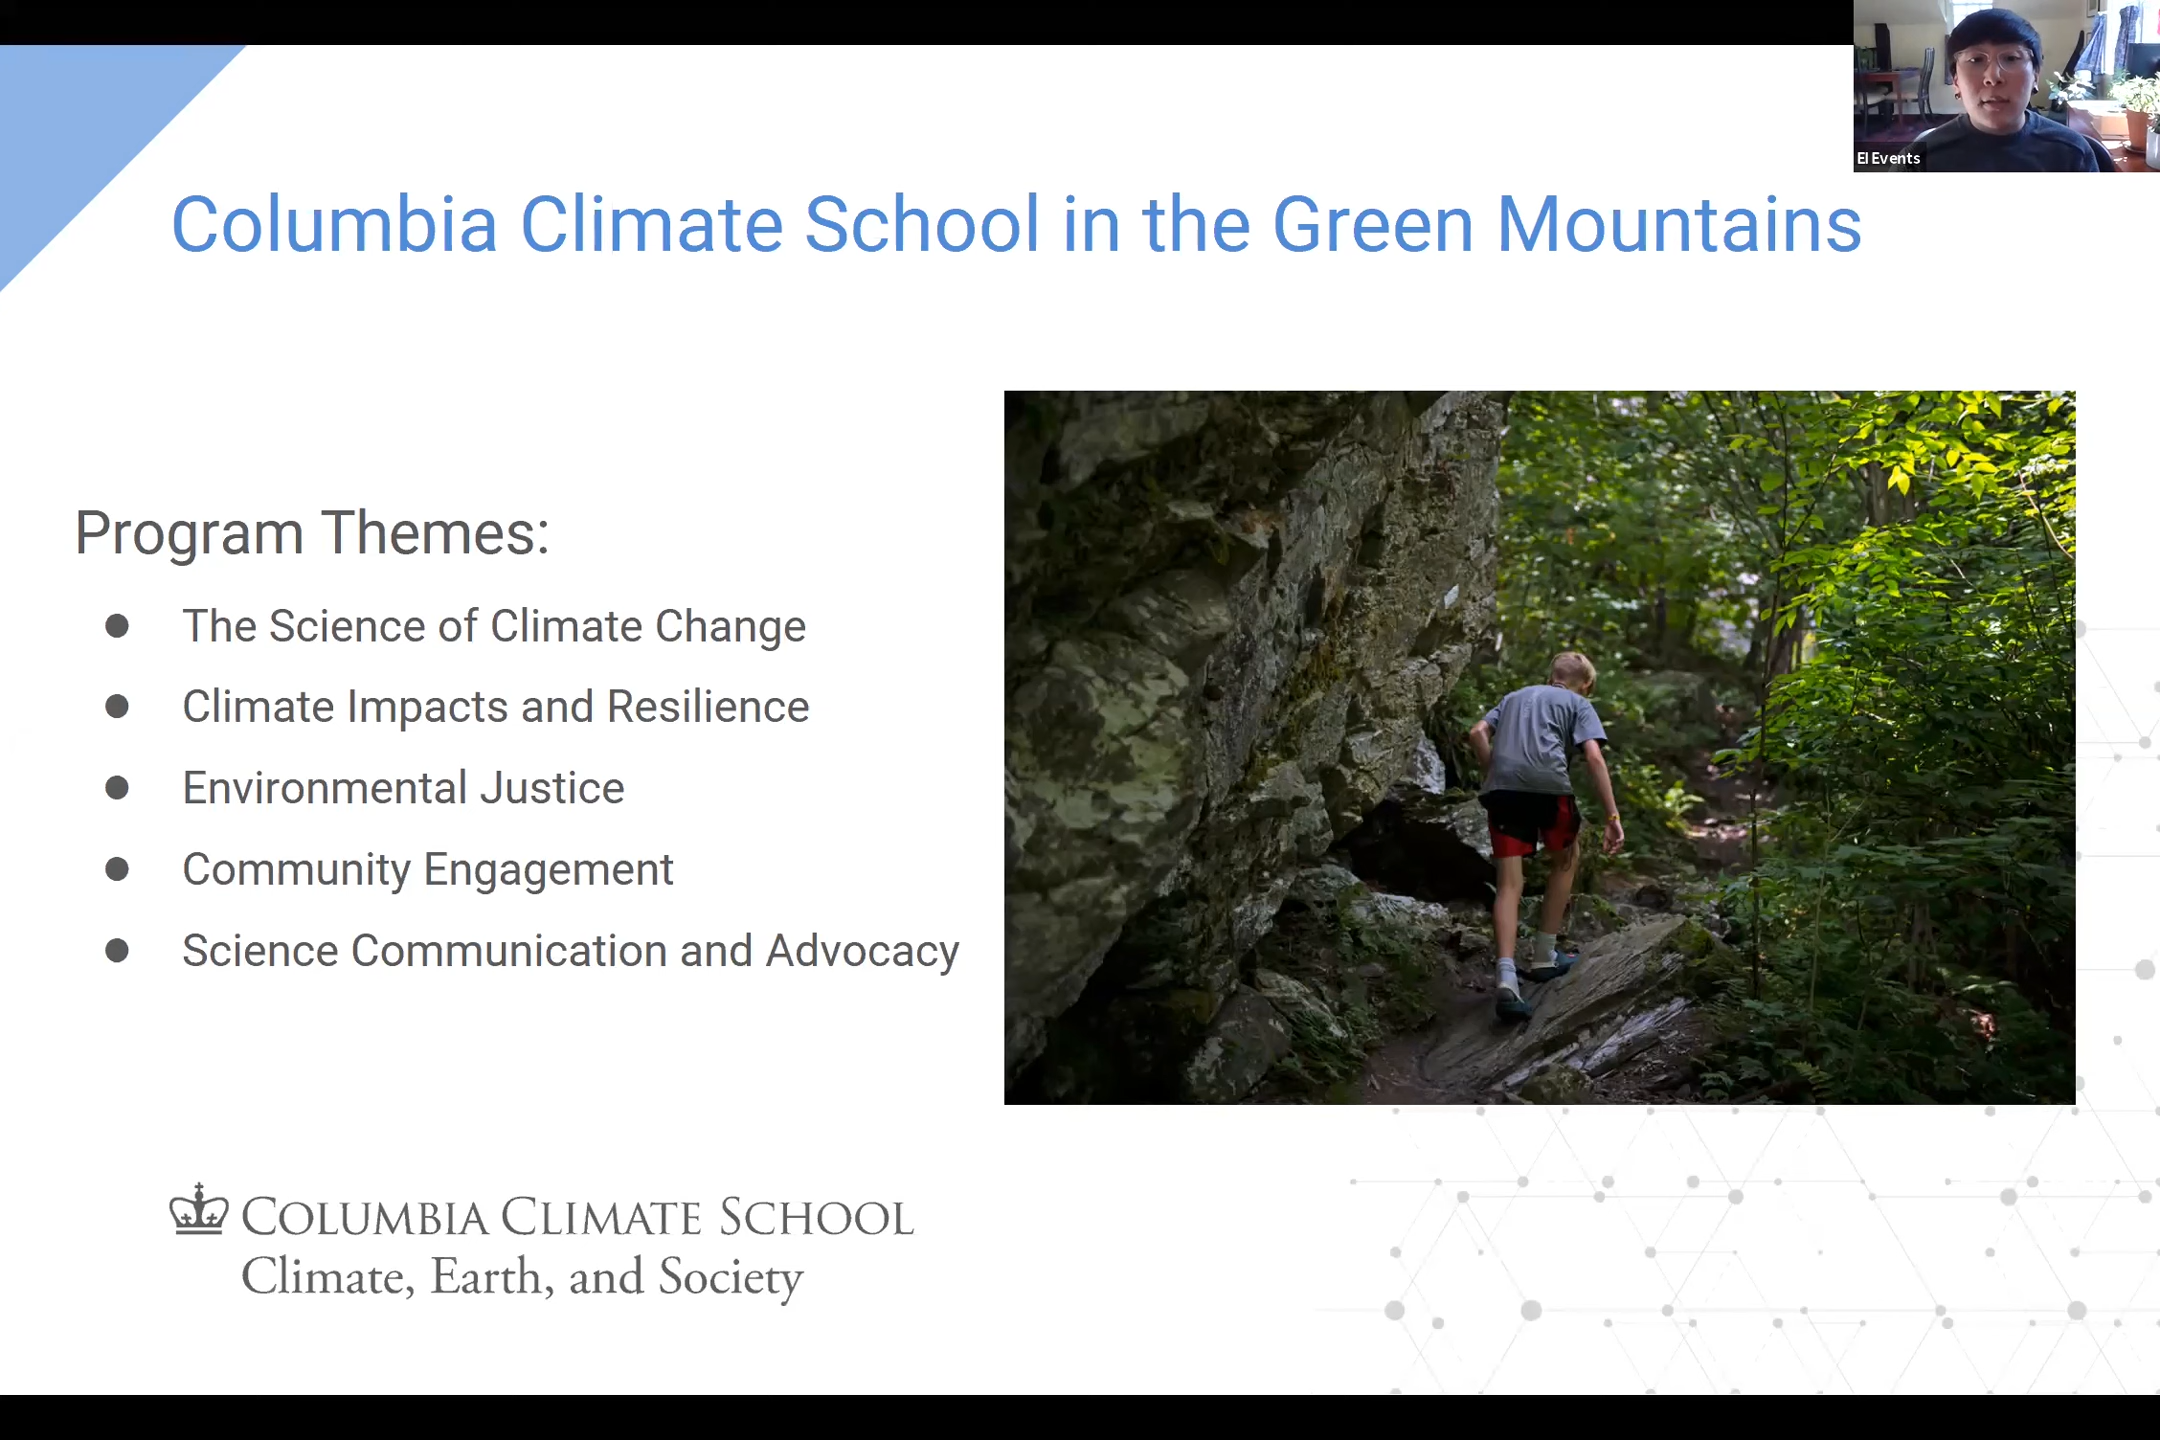 EI Events
Columbia Climate School in the Green Mountains
Program Themes:
● The Science of Climate Change
● Climate Impacts and Resilience
● Environmental Justice
● Community Engagement
● Science Communication and Advocacy
COLUMBIA CLIMATE SCHOOL
Climate, Earth, and Society